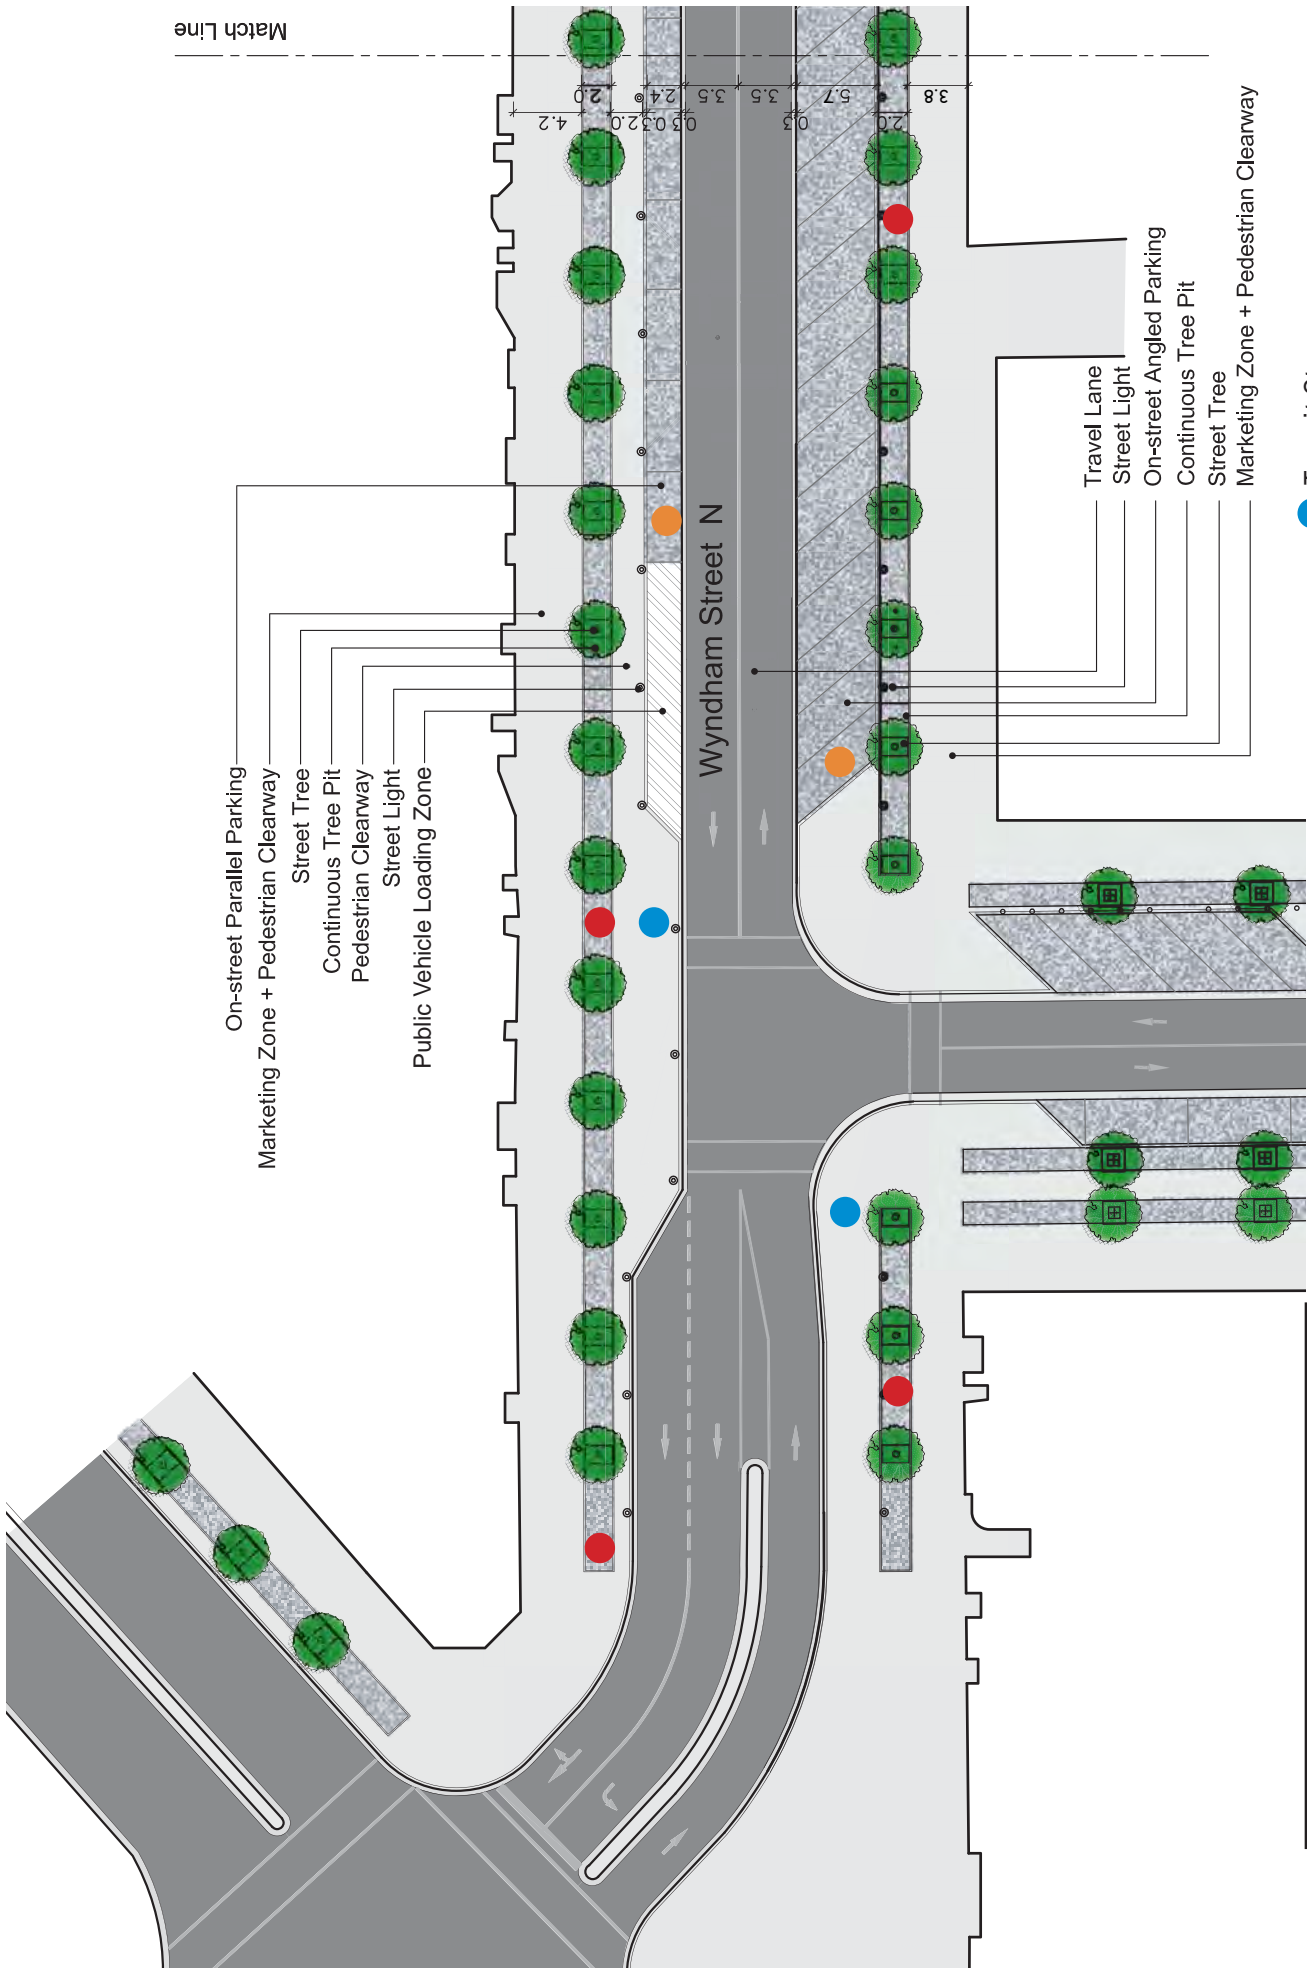 Match Line
4.2
2.0
2.0
0.3
2.4
0.3
3.5
3.5
0.3
5.7
2.0
3.8
On-street Parallel Parking
Marketing Zone + Pedestrian Clearway
Street Tree
Continuous Tree Pit
Pedestrian Clearway
Street Light
Public Vehicle Loading Zone
Wyndham Street N
Travel Lane
Street Light
On-street Angled Parking
Continuous Tree Pit
Street Tree
Marketing Zone + Pedestrian Clearway